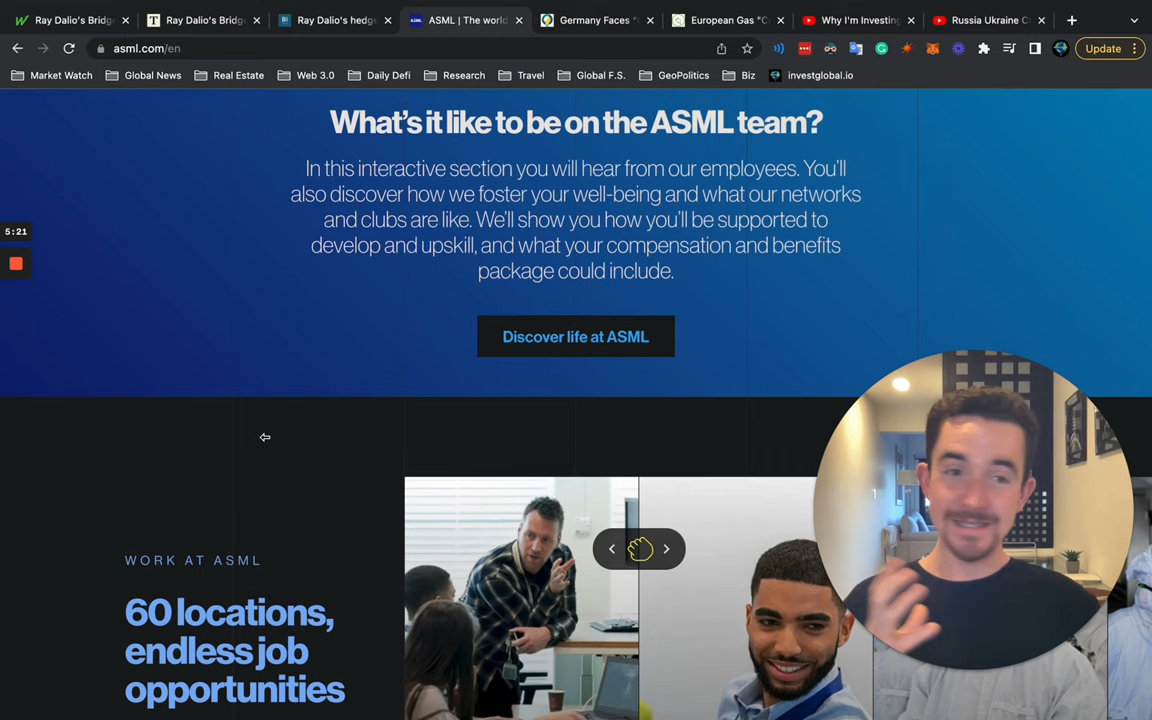 Ray Dalio's Bridge
Ray Dalio's Bridg
Ray Dalio's hedge
ASML | The world
Germany Faces "C
European Gas "C
Why I'm Investing
Russia Ukraine C
asml.com/en
Update
Market Watch
Global News
Real Estate
Web 3.0
Daily Defi
Research
Travel
Global F.S.
GeoPolitics
Biz
investglobal.io
What's it like to be on the ASML team?
In this interactive section you will hear from our employees. You'll
also discover how we foster your well-being and what our networks
and clubs are like. We'll show you how you'll be supported to
develop and upskill, and what your compensation and benefits
package could include.
5:21
Discover life at ASML
WORK AT ASML
60 locations,
endless job
opportunities